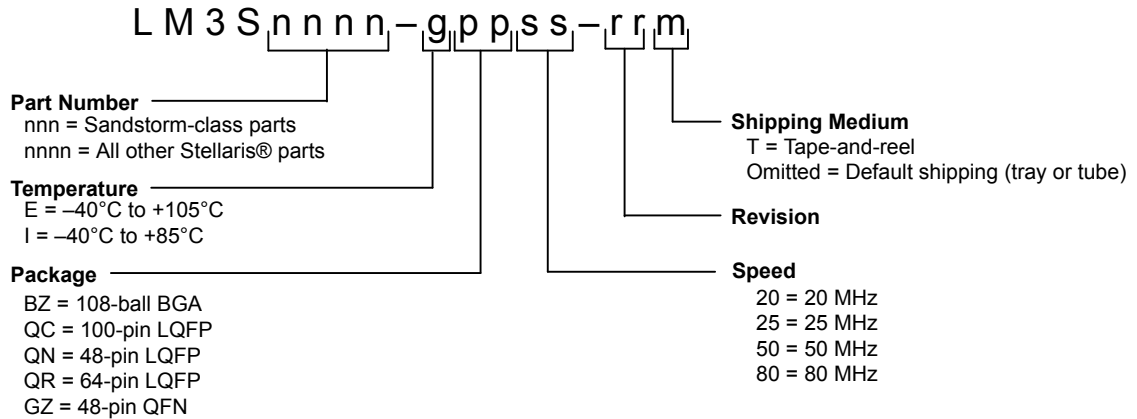 LM3Snnnn–gppss–rrm
Part Number
nnn = Sandstorm-class parts
nnnn = All other Stellaris® parts
Temperature
E = –40°C to +105°C
I = –40°C to +85°C
Package
BZ = 108-ball BGA
QC = 100-pin LQFP
QN = 48-pin LQFP
QR = 64-pin LQFP
GZ = 48-pin QFN
Shipping Medium
T = Tape-and-reel
Omitted = Default shipping (tray or tube)
Revision
Speed
20 = 20 MHz
25 = 25 MHz
50 = 50 MHz
80 = 80 MHz